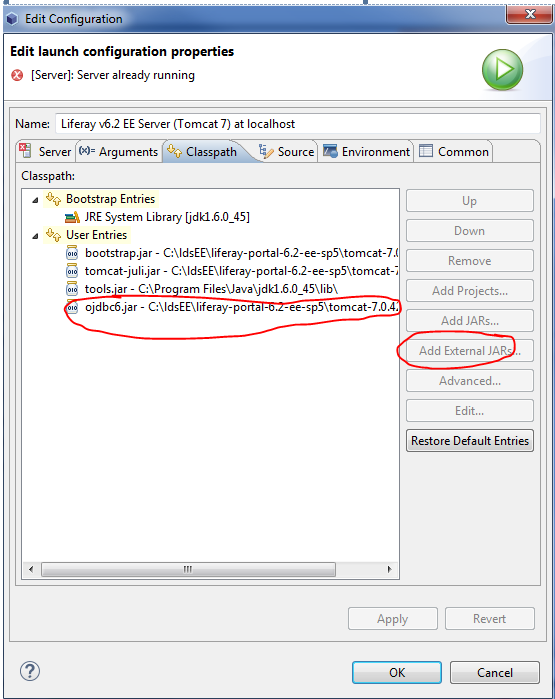 Edit Configuration
Edit launch configuration properties
[Server]: Server already running
Name: Liferay v6.2 EE Server (Tomcat 7) at localhost
Server (x)= Arguments Classpath Source Environment Common
Classpath:
Bootstrap Entries
JRE System Library [jdk1.6.0_45]
User Entries
bootstrap.jar - C:\IdsEE\liferay-portal-6.2-ee-sp5\tomcat-7.0
tomcat-juli.jar - C:\IdsEE\liferay-portal-6.2-ee-sp5\tomcat-7
tools.jar - C:\Program Files\Java\jdk1.6.0_45\lib\
ojdbc6.jar - C:\IdsEE\liferay-portal-6.2-ee-sp5\tomcat-7.0.4
Up
Down
Remove
Add Projects...
Add JARs...
Add External JARs...
Advanced...
Edit...
Restore Default Entries
Apply Revert
OK Cancel